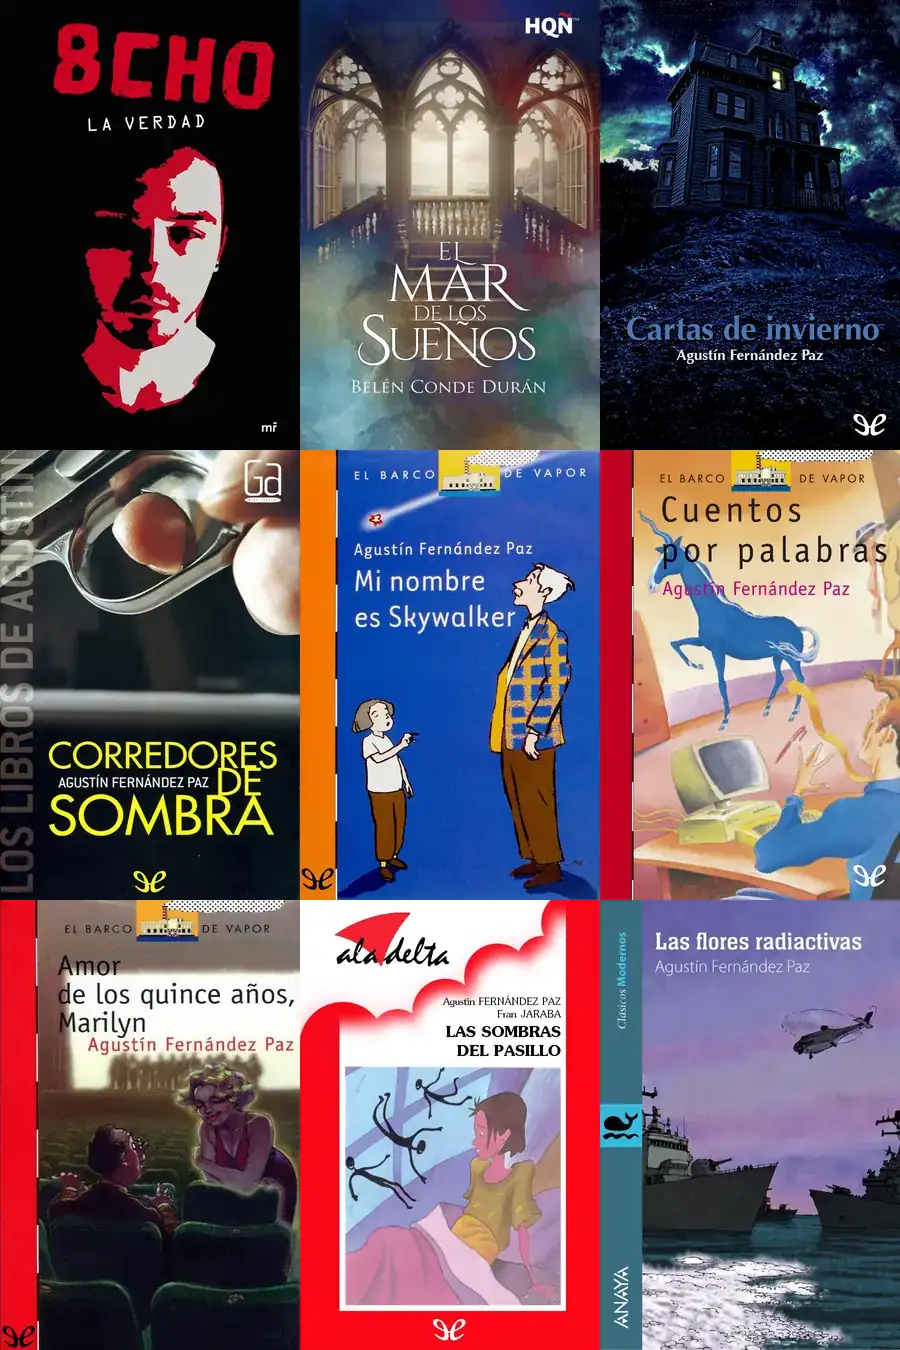 8CHO
LA VERDAD
mr̃
HQÑ™
EL
MAR
DE LOS
SUEÑOS
BELÉN CONDE DURÁN
Cartas de invierno
Agustín Fernández Paz
LOS LIBROS DE AGUSTÍN
Ga
CORREDORES
AGUSTÍN FERNÁNDEZ PAZ DE
SOMBRA
EL BARCO DE VAPOR
Agustín Fernández Paz
Mi nombre
es Skywalker
EL BARCO DE VAPOR
Cuentos
por palabras
Agustín Fernández Paz
EL BARCO DE VAPOR
Amor
de los quince años,
Marilyn
Agustín Fernández Paz
ala delta
Agustín FERNÁNDEZ PAZ
Fran JARABA
LAS SOMBRAS
DEL PASILLO
Clásicos Modernos
ANAYA
Las flores radiactivas
Agustín Fernández Paz